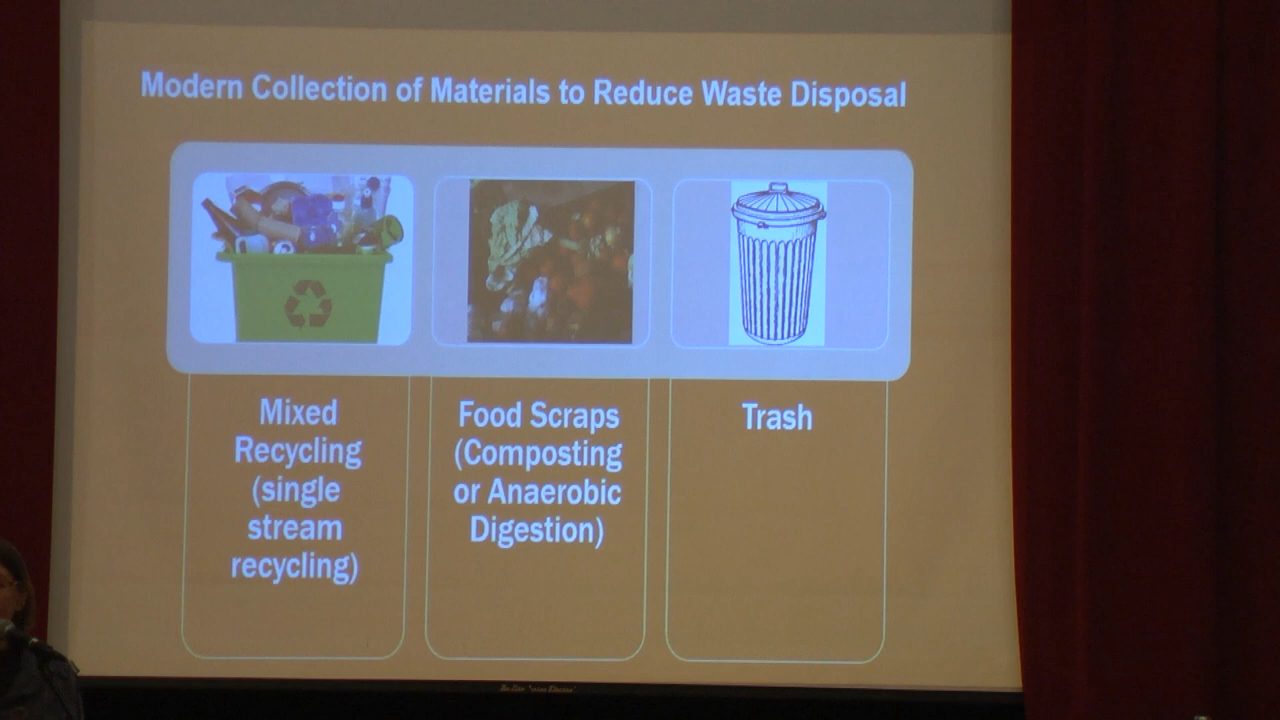 Modern Collection of Materials to Reduce Waste Disposal
Mixed
Recycling
(single
stream
recycling)
Food Scraps
(Composting
or Anaerobic
Digestion)
Trash